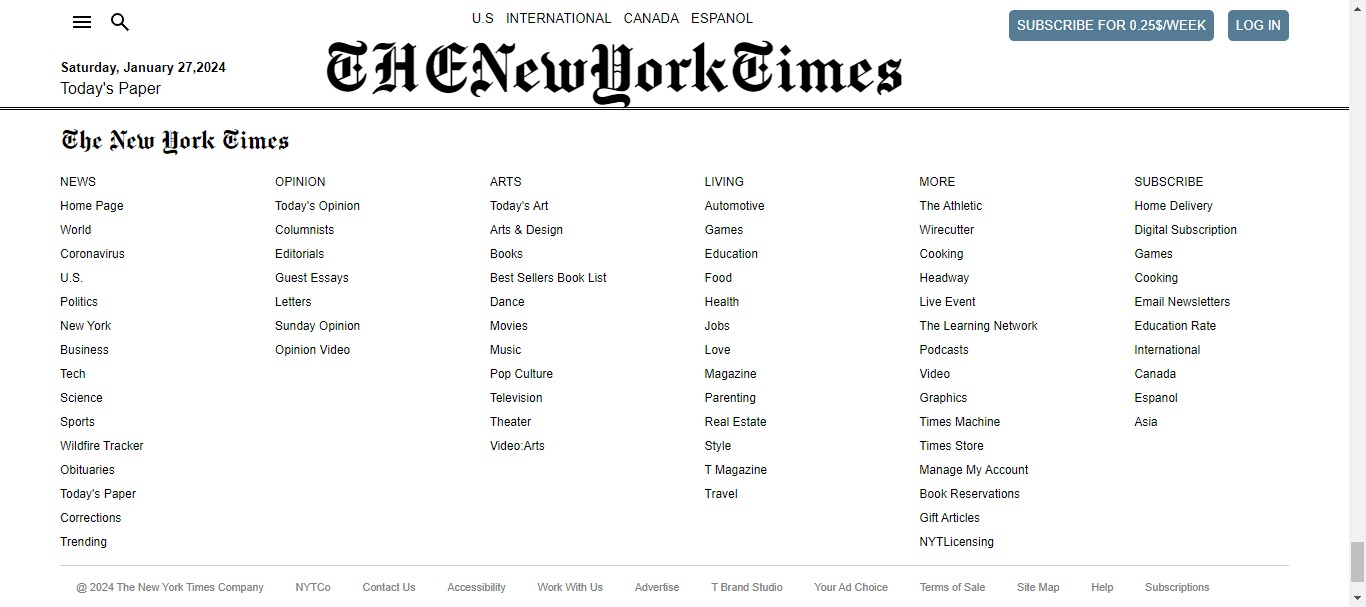 U.S INTERNATIONAL CANADA ESPANOL
SUBSCRIBE FOR 0.25$/WEEK
LOG IN
Saturday, January 27,2024
Today's Paper
THENewYorkTimes
The New York Times
NEWS
Home Page
World
Coronavirus
U.S.
Politics
New York
Business
Tech
Science
Sports
Wildfire Tracker
Obituaries
Today's Paper
Corrections
Trending
OPINION
Today's Opinion
Columnists
Editorials
Guest Essays
Letters
Sunday Opinion
Opinion Video
ARTS
Today's Art
Arts & Design
Books
Best Sellers Book List
Dance
Movies
Music
Pop Culture
Television
Theater
Video:Arts
LIVING
Automotive
Games
Education
Food
Health
Jobs
Love
Magazine
Parenting
Real Estate
Style
T Magazine
Travel
MORE
The Athletic
Wirecutter
Cooking
Headway
Live Event
The Learning Network
Podcasts
Video
Graphics
Times Machine
Times Store
Manage My Account
Book Reservations
Gift Articles
NYTLicensing
SUBSCRIBE
Home Delivery
Digital Subscription
Games
Cooking
Email Newsletters
Education Rate
International
Canada
Espanol
Asia
@ 2024 The New York Times Company NYTCo Contact Us Accessibility Work With Us Advertise T Brand Studio Your Ad Choice Terms of Sale Site Map Help Subscriptions